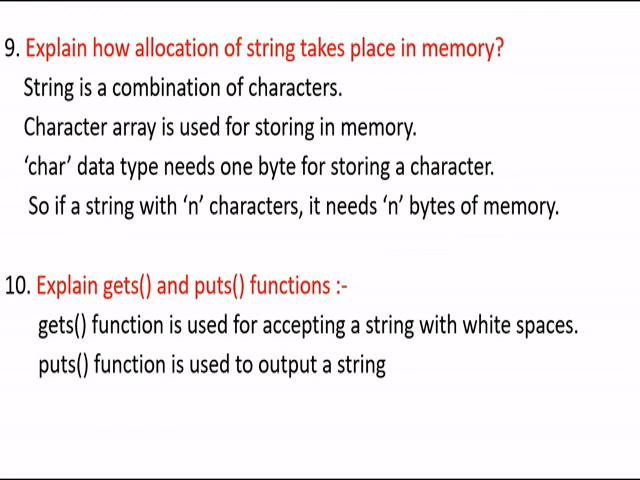 9. Explain how allocation of string takes place in memory?
String is a combination of characters.
Character array is used for storing in memory.
‘char’ data type needs one byte for storing a character.
So if a string with ‘n’ characters, it needs ‘n’ bytes of memory.
10. Explain gets() and puts() functions :-
gets() function is used for accepting a string with white spaces.
puts() function is used to output a string